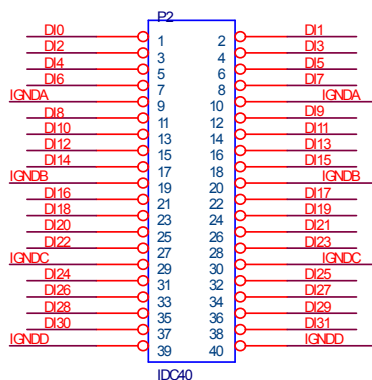 P2
DI0 1 2 DI1
DI2 3 4 DI3
DI4 5 6 DI5
DI6 7 8 DI7
IGNDA 9 10 IGNDA
DI8 11 12 DI9
DI10 13 14 DI11
DI12 15 16 DI13
DI14 17 18 DI15
IGNDB 19 20 IGNDB
DI16 21 22 DI17
DI18 23 24 DI19
DI20 25 26 DI21
DI22 27 28 DI23
IGNDC 29 30 IGNDC
DI24 31 32 DI25
DI26 33 34 DI27
DI28 35 36 DI29
DI30 37 38 DI31
IGNDD 39 40 IGNDD
IDC40